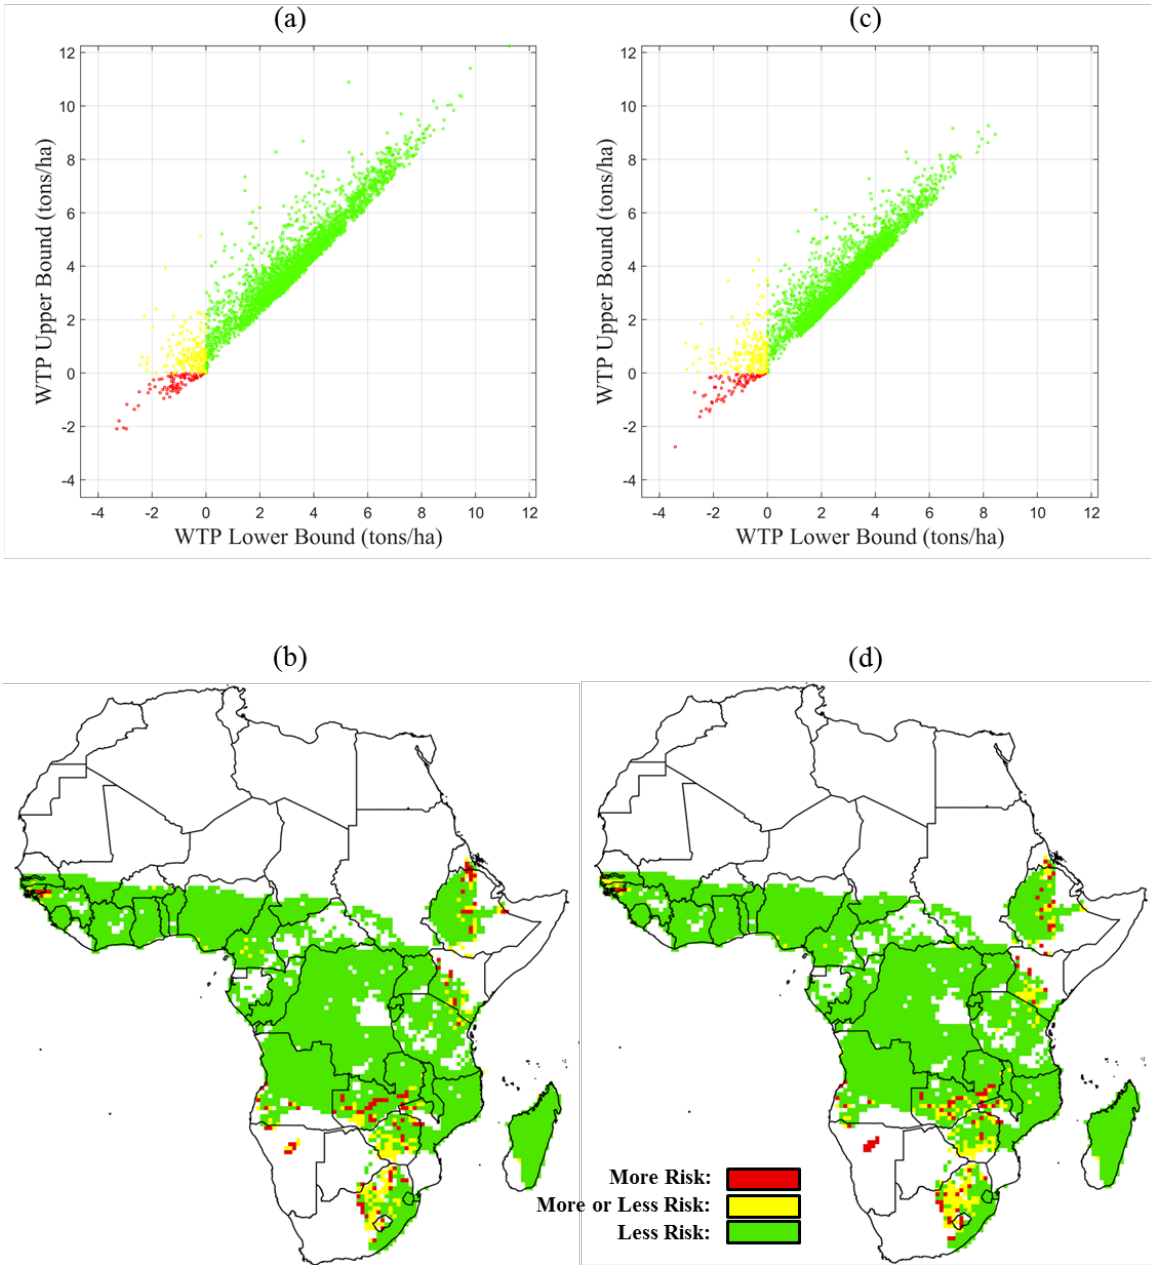 (a)
(c)
12
10
8
6
4
2
0
-2
-4
WTP Upper Bound (tons/ha)
-4 -2 0 2 4 6 8 10 12
WTP Lower Bound (tons/ha)
12
10
8
6
4
2
0
-2
-4
WTP Upper Bound (tons/ha)
-4 -2 0 2 4 6 8 10 12
WTP Lower Bound (tons/ha)
(b)
(d)
More Risk:
More or Less Risk:
Less Risk: